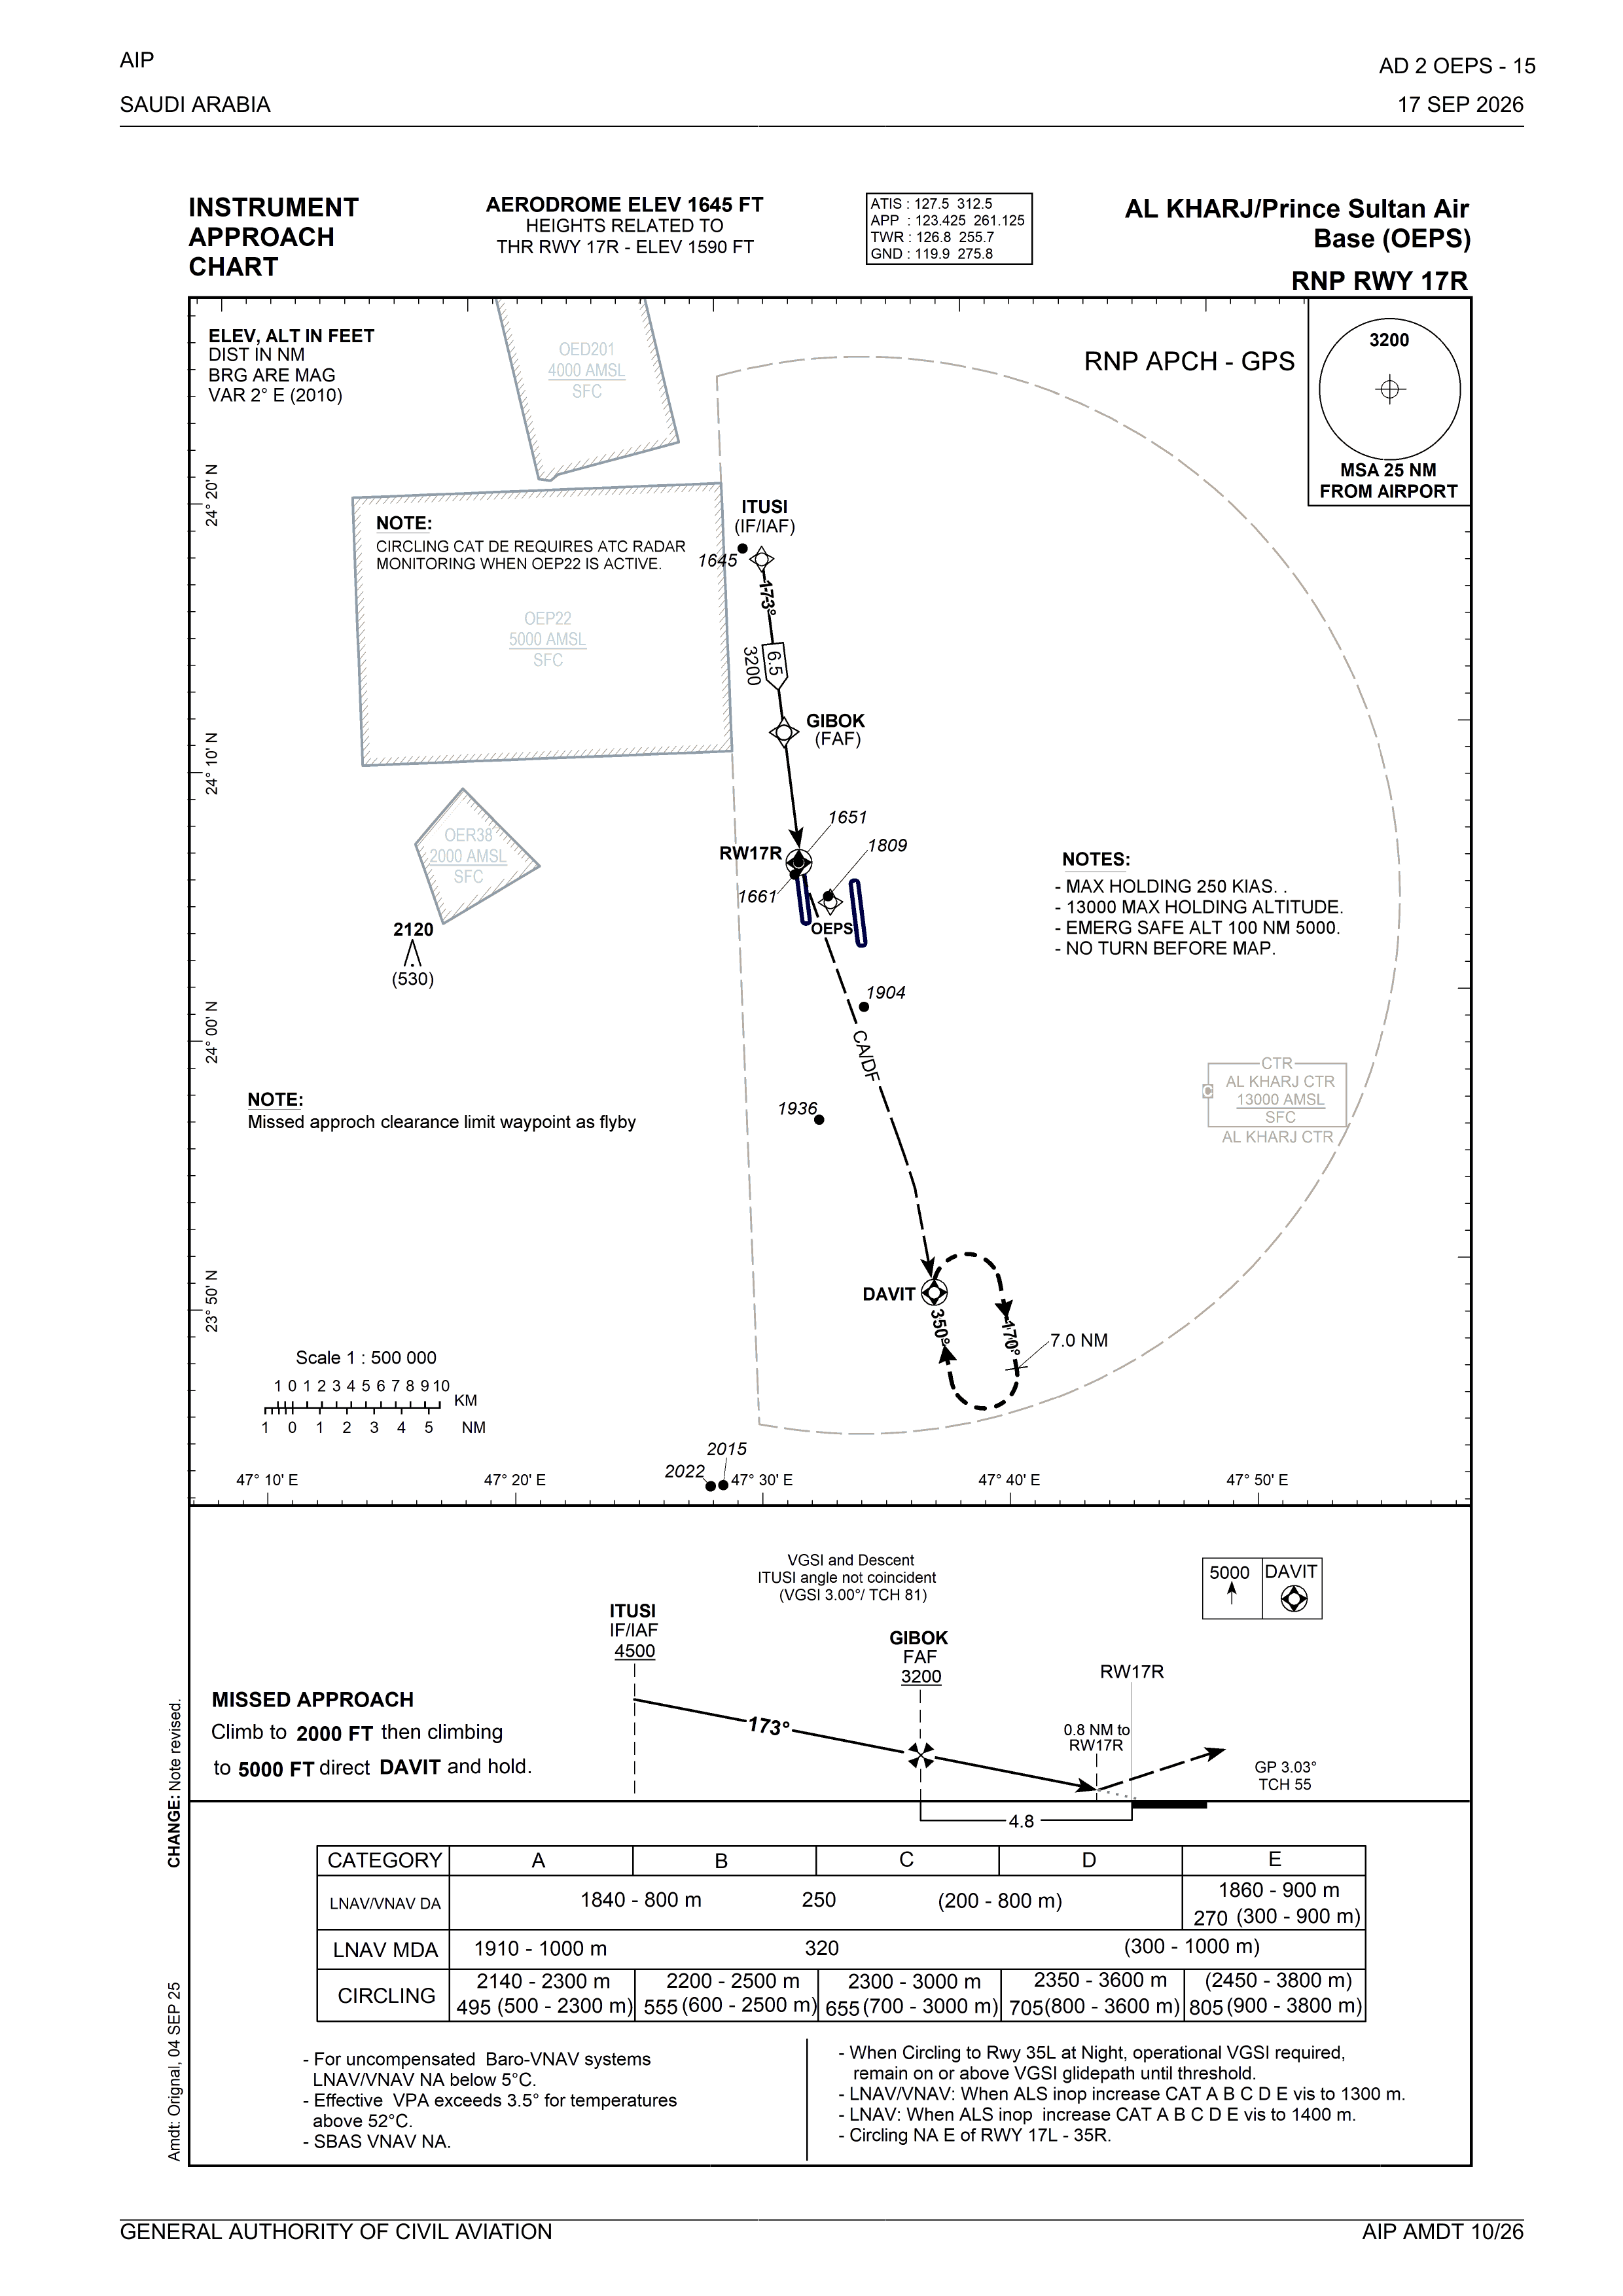 AIP
AD 2 OEPS - 15
SAUDI ARABIA
17 SEP 2026
INSTRUMENT
APPROACH
CHART
AERODROME ELEV 1645 FT
HEIGHTS RELATED TO
THR RWY 17R - ELEV 1590 FT
ATIS : 127.5 312.5
APP : 123.425 261.125
TWR : 126.8 255.7
GND : 119.9 275.8
AL KHARJ/Prince Sultan Air
Base (OEPS)
RNP RWY 17R
ELEV, ALT IN FEET
DIST IN NM
BRG ARE MAG
VAR 2° E (2010)
OED201
4000 AMSL
SFC
RNP APCH - GPS
3200
MSA 25 NM
FROM AIRPORT
24° 20' N
NOTE:
CIRCLING CAT DE REQUIRES ATC RADAR
MONITORING WHEN OEP22 IS ACTIVE.
ITUSI
(IF/IAF)
1645
173°
OEP22
5000 AMSL
SFC
6.5
3200
GIBOK
(FAF)
24° 10' N
OER38
2000 AMSL
SFC
1651
RW17R
1809
1661
OEPS
NOTES:
- MAX HOLDING 250 KIAS. .
- 13000 MAX HOLDING ALTITUDE.
- EMERG SAFE ALT 100 NM 5000.
- NO TURN BEFORE MAP.
2120
(530)
1904
24° 00' N
CA/DF
CTR
C
AL KHARJ CTR
13000 AMSL
SFC
AL KHARJ CTR
NOTE:
Missed approch clearance limit waypoint as flyby
1936
23° 50' N
DAVIT
350°
170°
7.0 NM
Scale 1 : 500 000
1 0 1 2 3 4 5 6 7 8 9 10
KM
1 0 1 2 3 4 5 NM
2015
2022
47° 10' E
47° 20' E
47° 30' E
47° 40' E
47° 50' E
VGSI and Descent
ITUSI angle not coincident
(VGSI 3.00°/ TCH 81)
5000
DAVIT
ITUSI
IF/IAF
4500
GIBOK
FAF
3200
RW17R
MISSED APPROACH
Climb to 2000 FT then climbing
to 5000 FT direct DAVIT and hold.
173°
0.8 NM to
RW17R
GP 3.03°
TCH 55
4.8
CHANGE: Note revised.
Amdt: Orignal, 04 SEP 25
CATEGORY A B C D E
LNAV/VNAV DA 1840 - 800 m 250 (200 - 800 m) 1860 - 900 m
270 (300 - 900 m)
LNAV MDA 1910 - 1000 m 320 (300 - 1000 m)
CIRCLING 2140 - 2300 m 2200 - 2500 m 2300 - 3000 m 2350 - 3600 m (2450 - 3800 m)
495 (500 - 2300 m) 555 (600 - 2500 m) 655 (700 - 3000 m) 705 (800 - 3600 m) 805 (900 - 3800 m)
- For uncompensated Baro-VNAV systems
LNAV/VNAV NA below 5°C.
- Effective VPA exceeds 3.5° for temperatures
above 52°C.
- SBAS VNAV NA.
- When Circling to Rwy 35L at Night, operational VGSI required,
remain on or above VGSI glidepath until threshold.
- LNAV/VNAV: When ALS inop increase CAT A B C D E vis to 1300 m.
- LNAV: When ALS inop increase CAT A B C D E vis to 1400 m.
- Circling NA E of RWY 17L - 35R.
GENERAL AUTHORITY OF CIVIL AVIATION
AIP AMDT 10/26